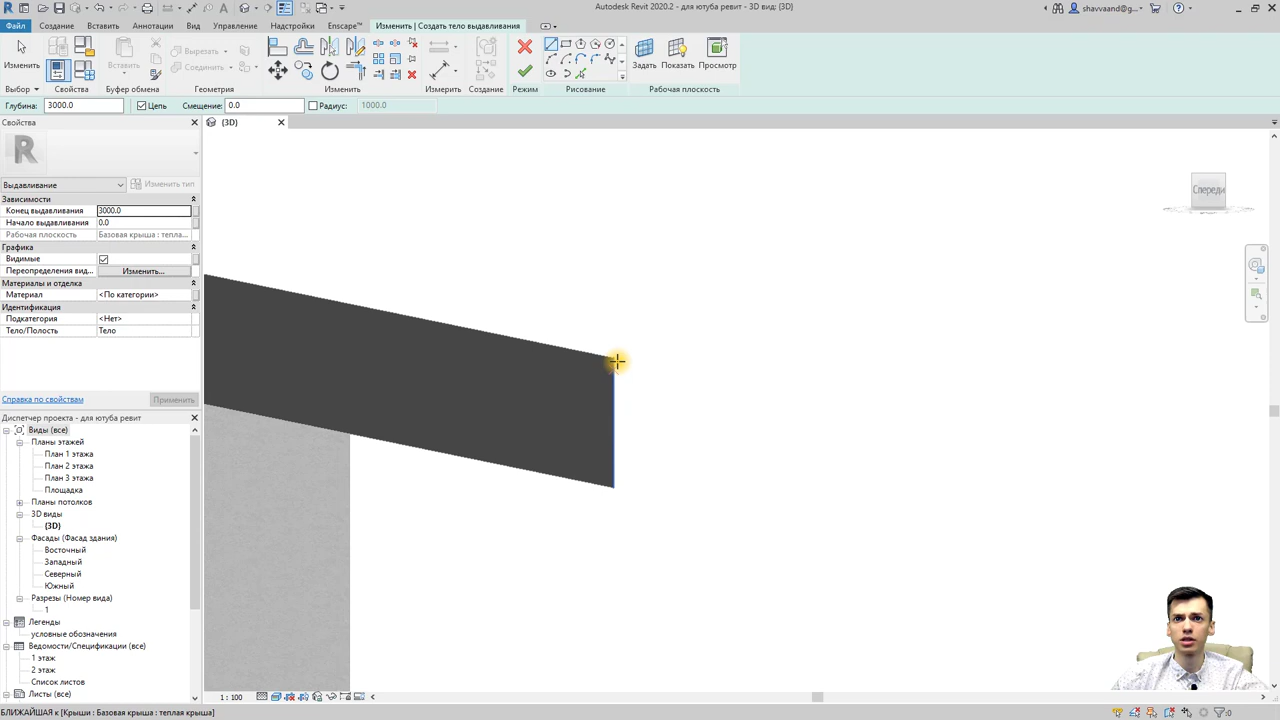 Autodesk Revit 2020.2 - для ютуба ревит - 3D вид: {3D}
shavvaand@g...
Файл Создание Вставить Аннотации Вид Управление Надстройки Enscape™ Изменить | Создать тело выдавливания
Изменить
Вставить
Вырезать
Соединить
Задать Показать Просмотр
Выбор Свойства Буфер обмена Геометрия Изменить Измерить Создание Режим Рисование Рабочая плоскость
Глубина: 3000.0 Цепь Смещение: 0.0 Радиус: 1000.0
Свойства
{3D}
R
Выдавливание Изменить тип
Зависимости
Конец выдавливания 3000.0
Начало выдавливания 0.0
Рабочая плоскость Базовая крыша : тепла...
Графика
Видимые
Переопределения вид... Изменить...
Материалы и отделка
Материал <По категории>
Идентификация
Подкатегория <Нет>
Тело/Полость Тело
Справка по свойствам Применить
Диспетчер проекта - для ютуба ревит
Виды (все)
Планы этажей
План 1 этажа
План 2 этажа
План 3 этажа
Площадка
Планы потолков
3D виды
{3D}
Фасады (Фасад здания)
Восточный
Западный
Северный
Южный
Разрезы (Номер вида)
1
Легенды
условные обозначения
Ведомости/Спецификации (все)
1 этаж
2 этаж
Список листов
Листы (все)
Спереди
1 : 100
БЛИЖАЙШАЯ к [Крыши : Базовая крыша : теплая крыша]
:0